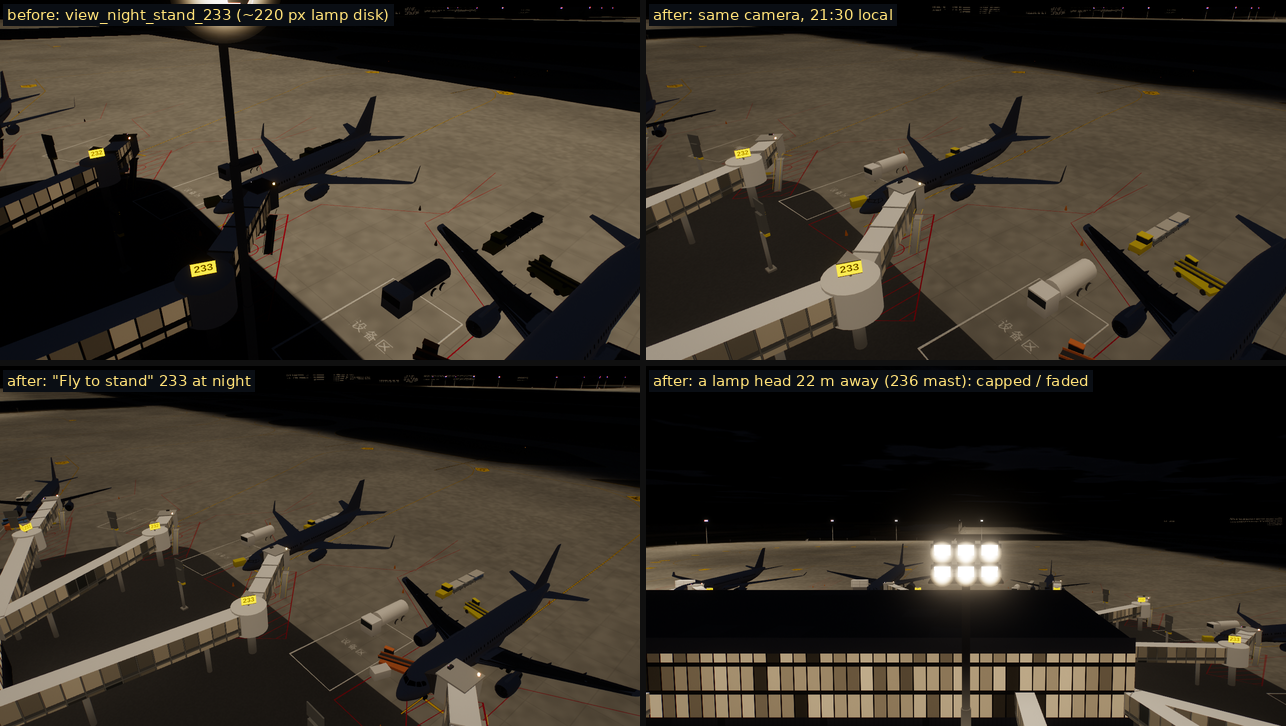 before: view_night_stand_233 (~220 px lamp disk)
232
233
设备区
after: same camera, 21:30 local
232
233
设备区
after: "Fly to stand" 233 at night
233
设备区
after: a lamp head 22 m away (236 mast): capped / faded